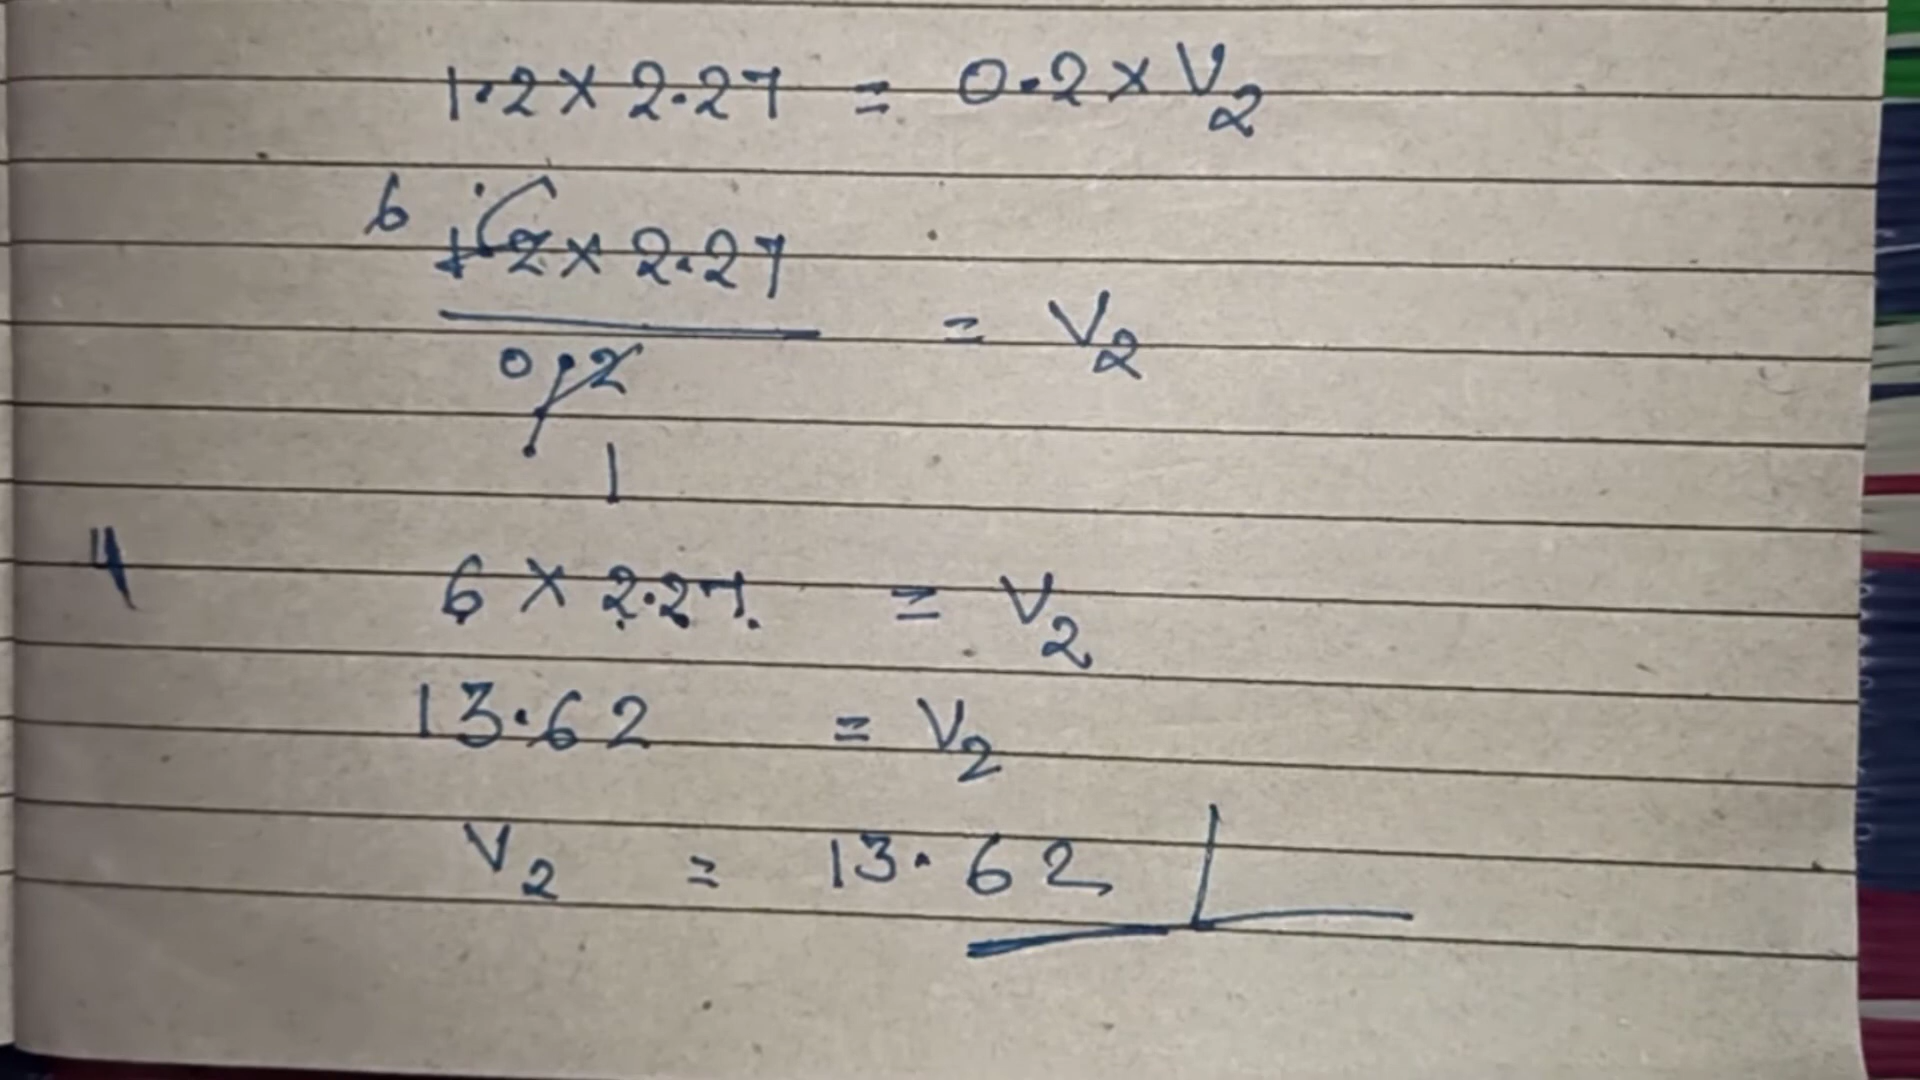 1.2 × 2.27 = 0.2 × V₂
6
1.2 × 2.27
= V₂
0.2
1
4
6 × 2.27. = V₂
13.62 = V₂
V₂ = 13.62